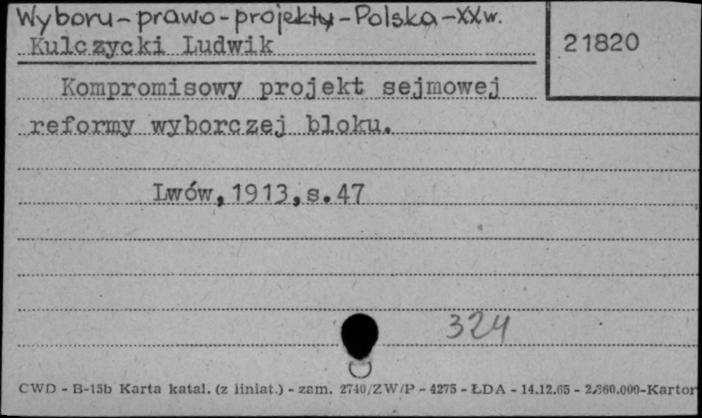 Wyboru-prawo-projekty-Polska-XXw.
Kulczycki Ludwik
21820
Kompromisowy projekt sejmowej
reformy wyborczej bloku.
Lwów,1913,s.47
324
CWD - B-15b Karta katal. (z liniat.) - zam. 2740/ZW/P - 4275 - ŁDA - 14.12.65 - 2.360.000-Kartor